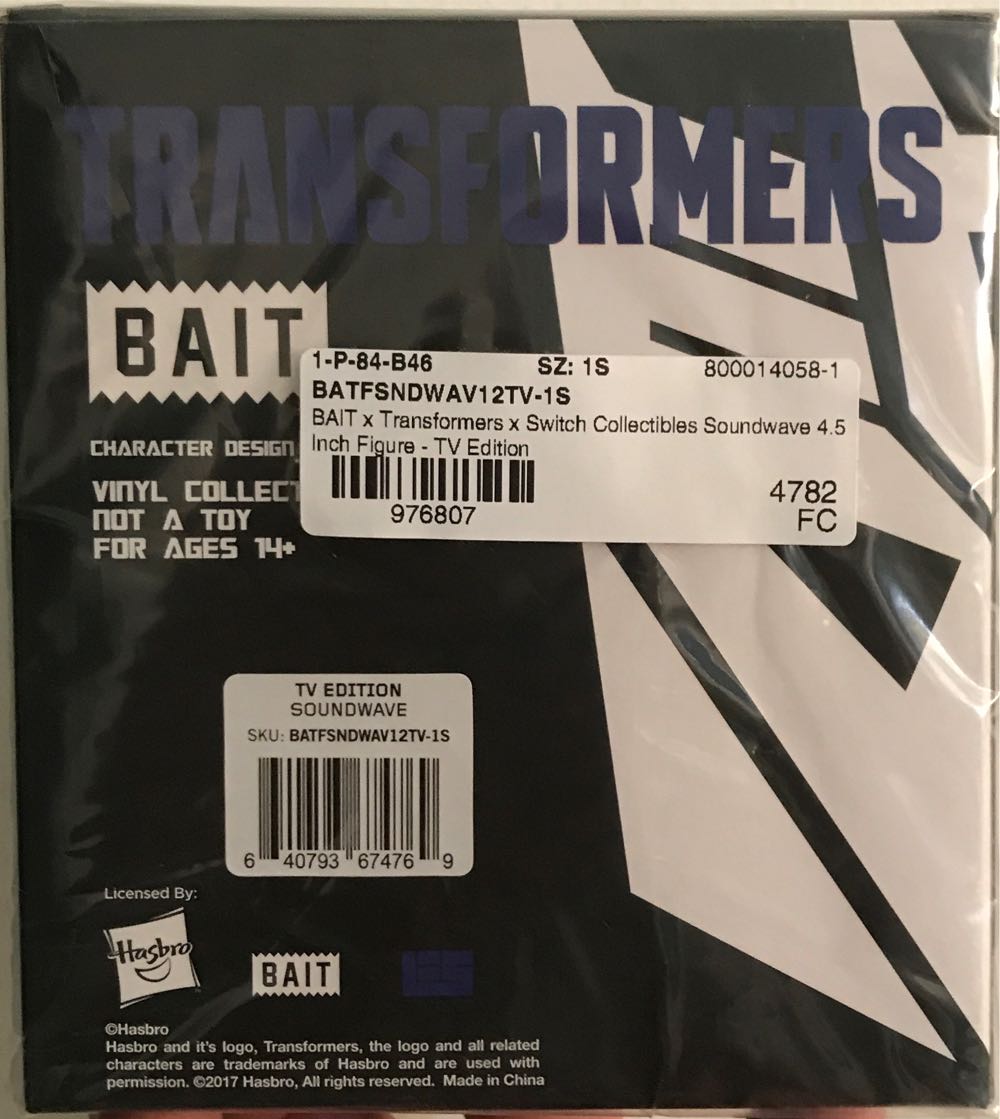 TRANSFORMERS
BAIT
1-P-84-B46 SZ: 1S 800014058-1
BATFSNDWAV12TV-1S
BAIT x Transformers x Switch Collectibles Soundwave 4.5
Inch Figure - TV Edition
976807
4782
FC
CHARACTER DESIGN
VINYL COLLECT
NOT A TOY
FOR AGES 14+
TV EDITION
SOUNDWAVE
SKU: BATFSNDWAV12TV-1S
6 40793 67476 9
Licensed By:
Hasbro
BAIT
©Hasbro
Hasbro and it's logo, Transformers, the logo and all related
characters are trademarks of Hasbro and are used with
permission. ©2017 Hasbro, All rights reserved. Made in China